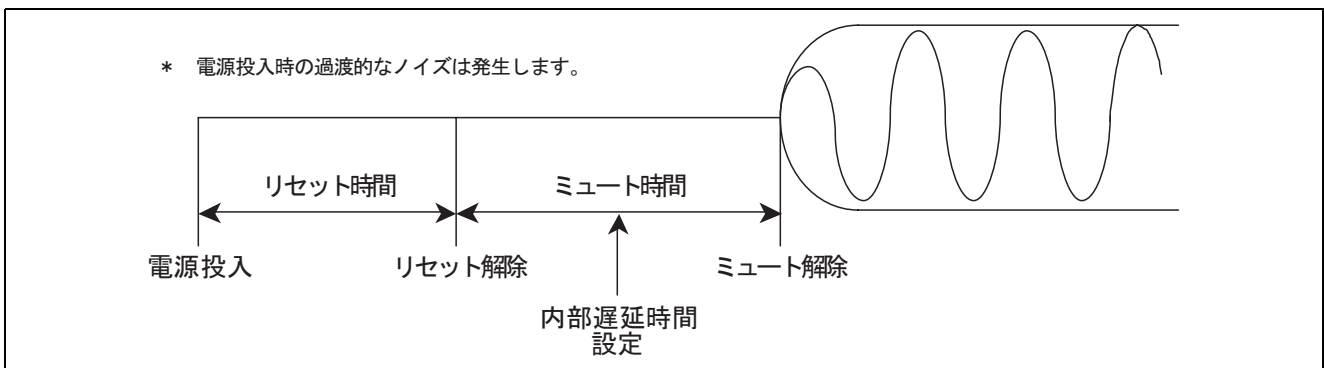 * 電源投入時の過渡的なノイズは発生します。
リセット時間
ミュート時間
電源投入
リセット解除
ミュート解除
内部遅延時間
設定